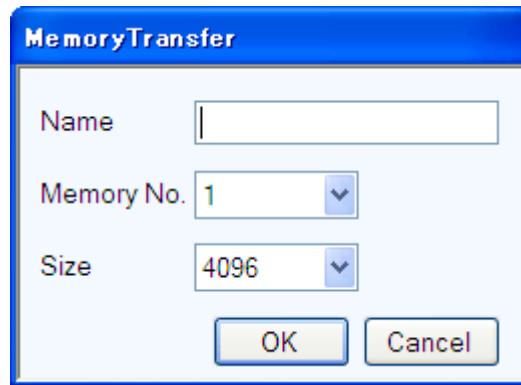 MemoryTransfer
Name
Memory No. 1
Size 4096
OK Cancel